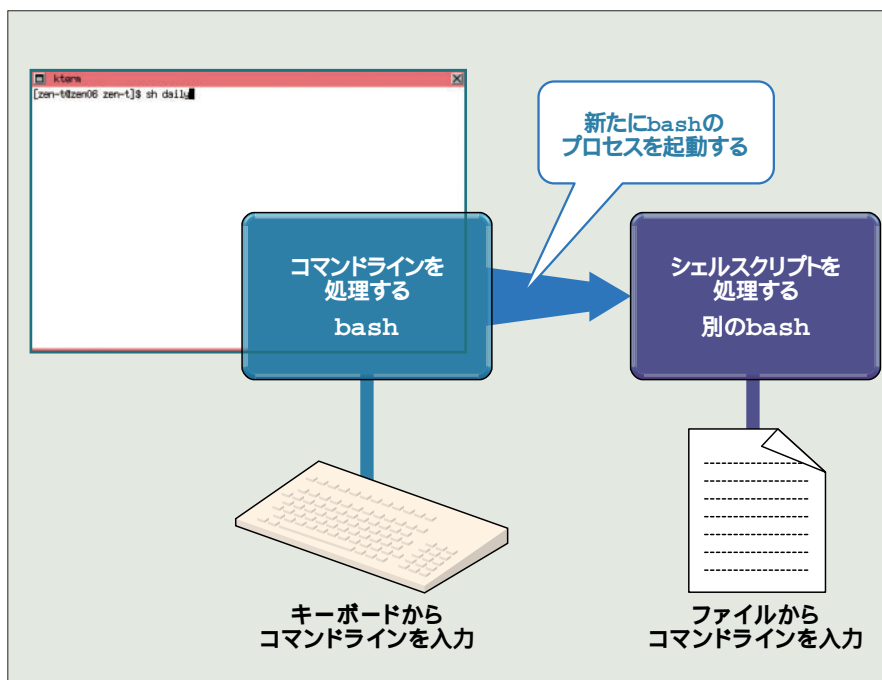 kterm
[zen-t@zen06 zen-t]$ sh daily
新たにbashの
プロセスを起動する
コマンドラインを
処理する
bash
シェルスクリプトを
処理する
別のbash
キーボードから
コマンドラインを入力
ファイルから
コマンドラインを入力